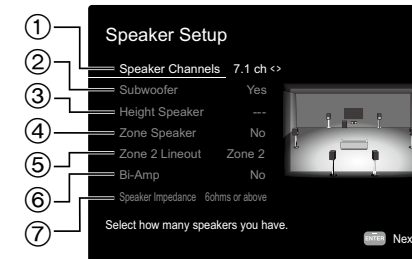 Speaker Setup
① Speaker Channels 7.1 ch <>
② Subwoofer Yes
③ Height Speaker ---
④ Zone Speaker No
⑤ Zone 2 Lineout Zone 2
⑥ Bi-Amp No
⑦ Speaker Impedance 6ohms or above
Select how many speakers you have.
ENTER Nex